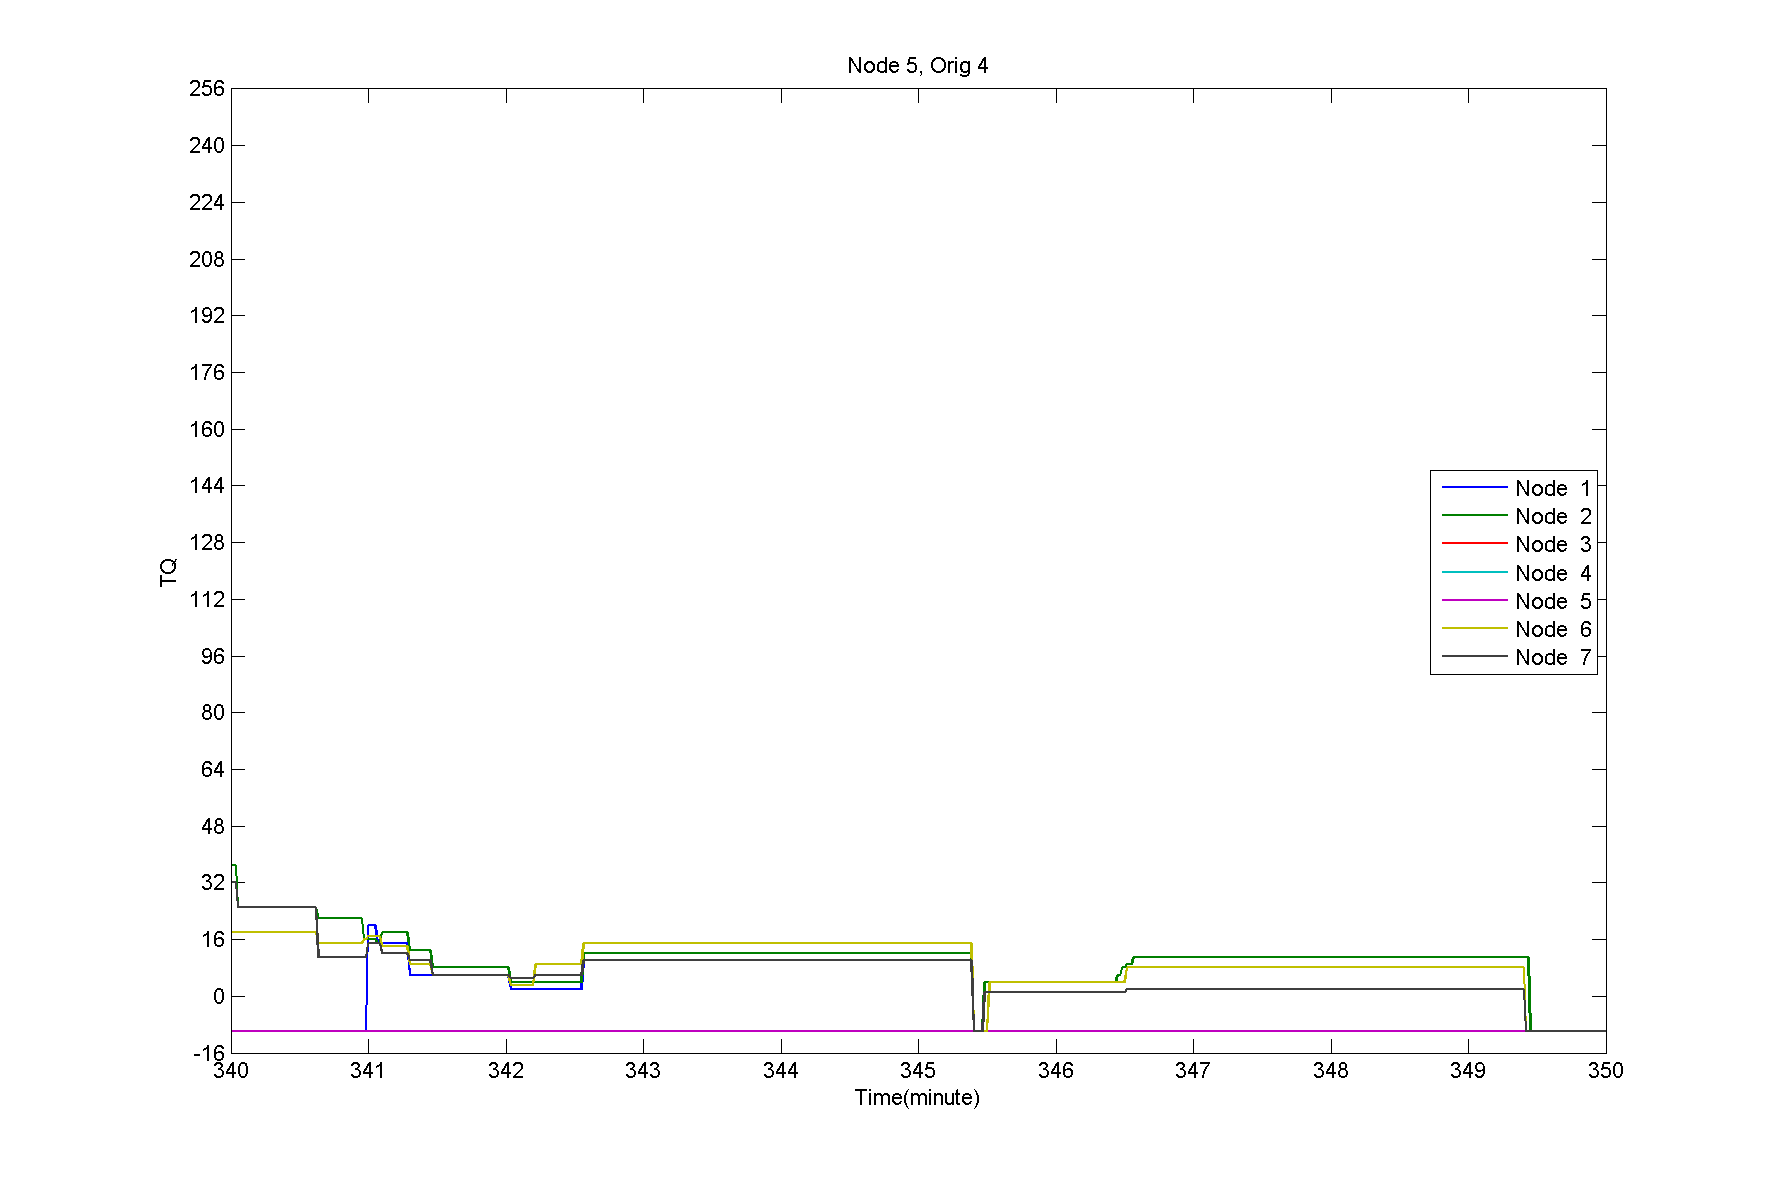 Node 5, Orig 4
256
240
224
208
192
176
160
144
128
112
96
80
64
48
32
16
0
-16
TQ
Node 1
Node 2
Node 3
Node 4
Node 5
Node 6
Node 7
340 341 342 343 344 345 346 347 348 349 350
Time(minute)